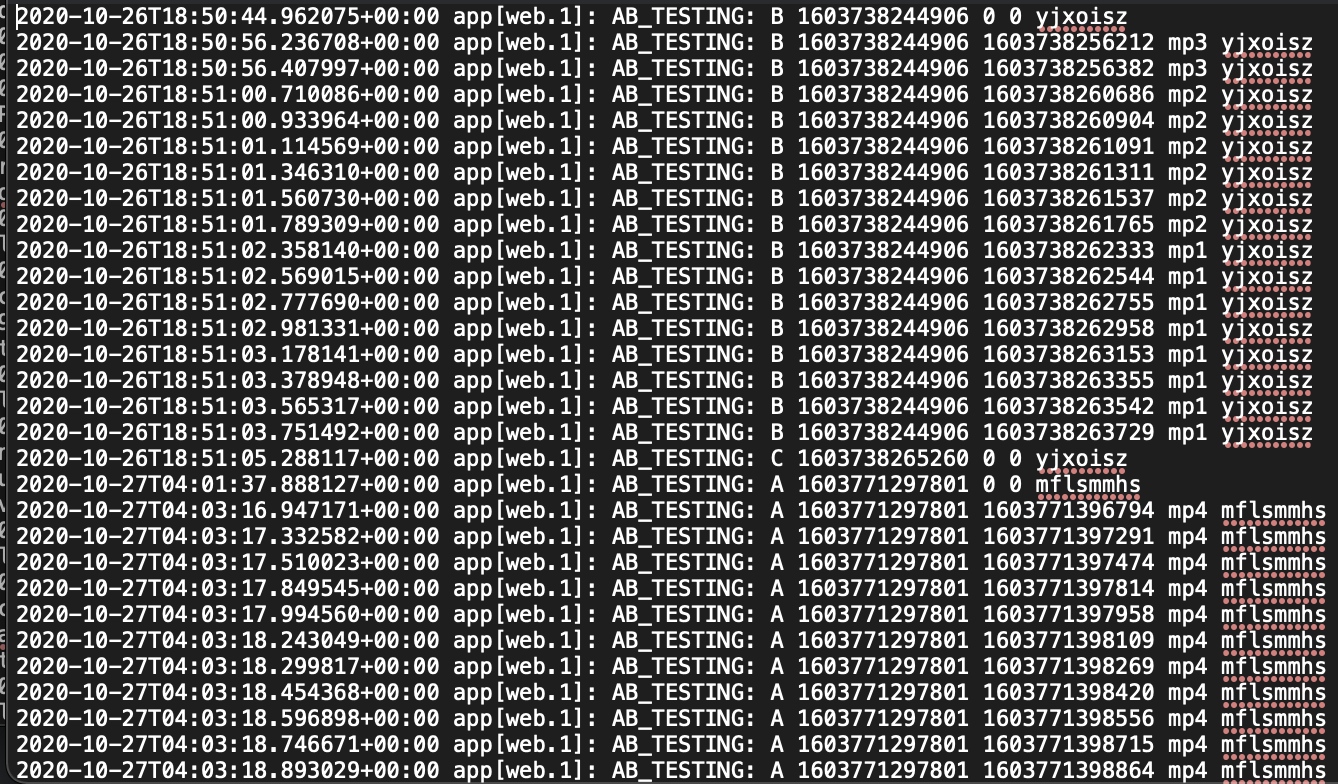 2020-10-26T18:50:44.962075+00:00 app[web.1]: AB_TESTING: B 1603738244906 0 0 yjxoisz
2020-10-26T18:50:56.236708+00:00 app[web.1]: AB_TESTING: B 1603738244906 1603738256212 mp3 yjxoisz
2020-10-26T18:50:56.407997+00:00 app[web.1]: AB_TESTING: B 1603738244906 1603738256382 mp3 yjxoisz
2020-10-26T18:51:00.710086+00:00 app[web.1]: AB_TESTING: B 1603738244906 1603738260686 mp2 yjxoisz
2020-10-26T18:51:00.933964+00:00 app[web.1]: AB_TESTING: B 1603738244906 1603738260904 mp2 yjxoisz
2020-10-26T18:51:01.114569+00:00 app[web.1]: AB_TESTING: B 1603738244906 1603738261091 mp2 yjxoisz
2020-10-26T18:51:01.346310+00:00 app[web.1]: AB_TESTING: B 1603738244906 1603738261311 mp2 yjxoisz
2020-10-26T18:51:01.560730+00:00 app[web.1]: AB_TESTING: B 1603738244906 1603738261537 mp2 yjxoisz
2020-10-26T18:51:01.789309+00:00 app[web.1]: AB_TESTING: B 1603738244906 1603738261765 mp2 yjxoisz
2020-10-26T18:51:02.358140+00:00 app[web.1]: AB_TESTING: B 1603738244906 1603738262333 mp1 yjxoisz
2020-10-26T18:51:02.569015+00:00 app[web.1]: AB_TESTING: B 1603738244906 1603738262544 mp1 yjxoisz
2020-10-26T18:51:02.777690+00:00 app[web.1]: AB_TESTING: B 1603738244906 1603738262755 mp1 yjxoisz
2020-10-26T18:51:02.981331+00:00 app[web.1]: AB_TESTING: B 1603738244906 1603738262958 mp1 yjxoisz
2020-10-26T18:51:03.178141+00:00 app[web.1]: AB_TESTING: B 1603738244906 1603738263153 mp1 yjxoisz
2020-10-26T18:51:03.378948+00:00 app[web.1]: AB_TESTING: B 1603738244906 1603738263355 mp1 yjxoisz
2020-10-26T18:51:03.565317+00:00 app[web.1]: AB_TESTING: B 1603738244906 1603738263542 mp1 yjxoisz
2020-10-26T18:51:03.751492+00:00 app[web.1]: AB_TESTING: B 1603738244906 1603738263729 mp1 yjxoisz
2020-10-26T18:51:05.288117+00:00 app[web.1]: AB_TESTING: C 1603738265260 0 0 yjxoisz
2020-10-27T04:01:37.888127+00:00 app[web.1]: AB_TESTING: A 1603771297801 0 0 mflsmmhs
2020-10-27T04:03:16.947171+00:00 app[web.1]: AB_TESTING: A 1603771297801 1603771396794 mp4 mflsmmhs
2020-10-27T04:03:17.332582+00:00 app[web.1]: AB_TESTING: A 1603771297801 1603771397291 mp4 mflsmmhs
2020-10-27T04:03:17.510023+00:00 app[web.1]: AB_TESTING: A 1603771297801 1603771397474 mp4 mflsmmhs
2020-10-27T04:03:17.849545+00:00 app[web.1]: AB_TESTING: A 1603771297801 1603771397814 mp4 mflsmmhs
2020-10-27T04:03:17.994560+00:00 app[web.1]: AB_TESTING: A 1603771297801 1603771397958 mp4 mflsmmhs
2020-10-27T04:03:18.243049+00:00 app[web.1]: AB_TESTING: A 1603771297801 1603771398109 mp4 mflsmmhs
2020-10-27T04:03:18.299817+00:00 app[web.1]: AB_TESTING: A 1603771297801 1603771398269 mp4 mflsmmhs
2020-10-27T04:03:18.454368+00:00 app[web.1]: AB_TESTING: A 1603771297801 1603771398420 mp4 mflsmmhs
2020-10-27T04:03:18.596898+00:00 app[web.1]: AB_TESTING: A 1603771297801 1603771398556 mp4 mflsmmhs
2020-10-27T04:03:18.746671+00:00 app[web.1]: AB_TESTING: A 1603771297801 1603771398715 mp4 mflsmmhs
2020-10-27T04:03:18.893029+00:00 app[web.1]: AB_TESTING: A 1603771297801 1603771398864 mp4 mflsmmhs